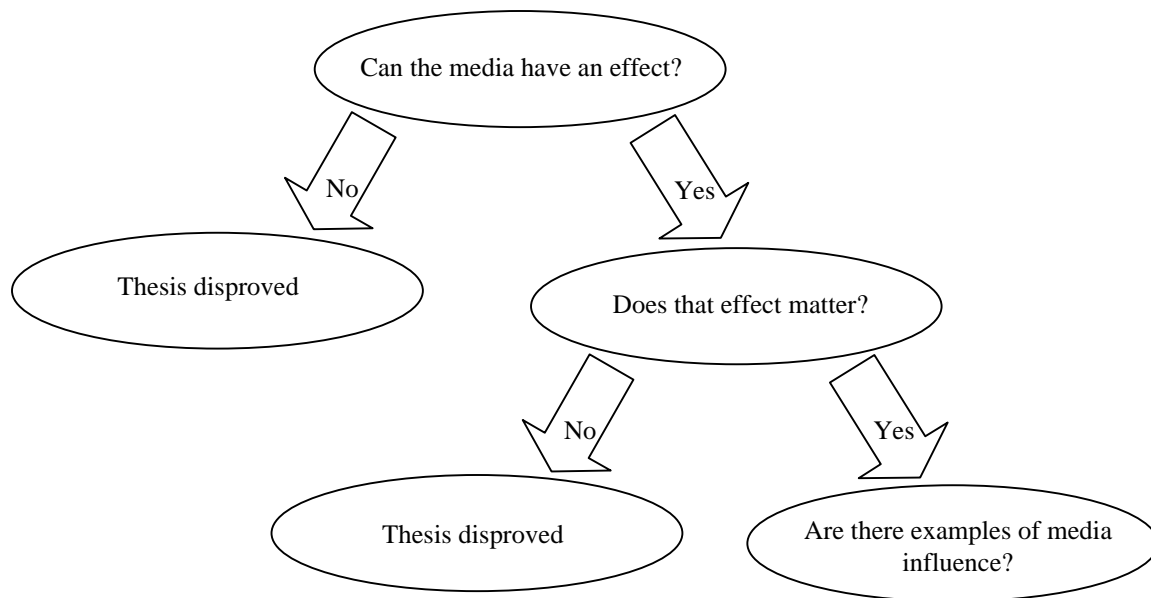 Can the media have an effect?
No
Yes
Thesis disproved
Does that effect matter?
No
Yes
Thesis disproved
Are there examples of media
influence?